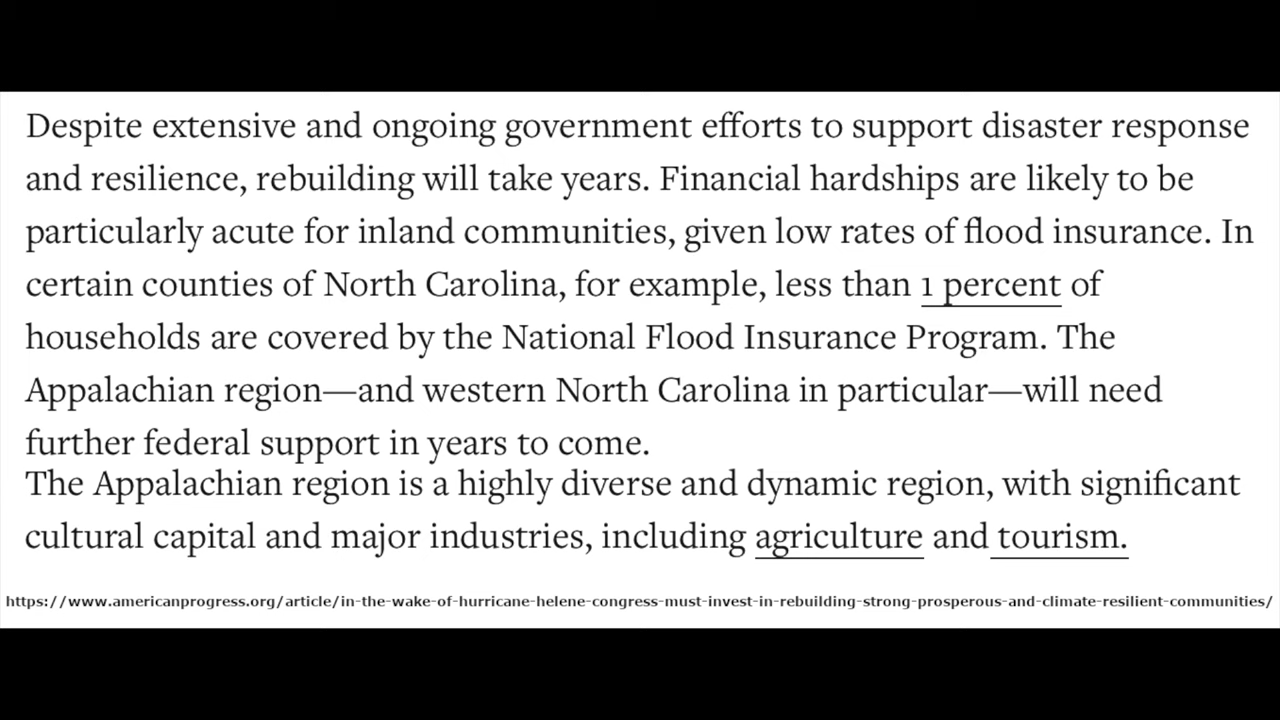 Despite extensive and ongoing government efforts to support disaster response
and resilience, rebuilding will take years. Financial hardships are likely to be
particularly acute for inland communities, given low rates of flood insurance. In
certain counties of North Carolina, for example, less than 1 percent of
households are covered by the National Flood Insurance Program. The
Appalachian region—and western North Carolina in particular—will need
further federal support in years to come.
The Appalachian region is a highly diverse and dynamic region, with significant
cultural capital and major industries, including agriculture and tourism.
https://www.americanprogress.org/article/in-the-wake-of-hurricane-helene-congress-must-invest-in-rebuilding-strong-prosperous-and-climate-resilient-communities/